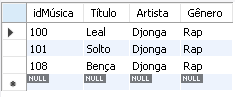 idMúsica Título Artista Gênero
100 Leal Djonga Rap
101 Solto Djonga Rap
108 Bença Djonga Rap
NULL NULL NULL NULL